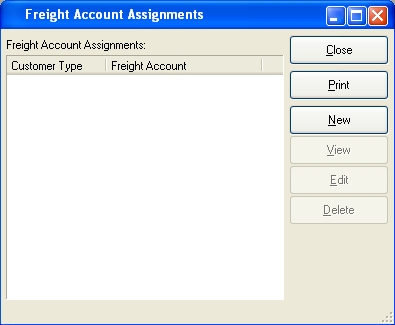 Freight Account Assignments
Freight Account Assignments:
Customer Type Freight Account
Close
Print
New
View
Edit
Delete